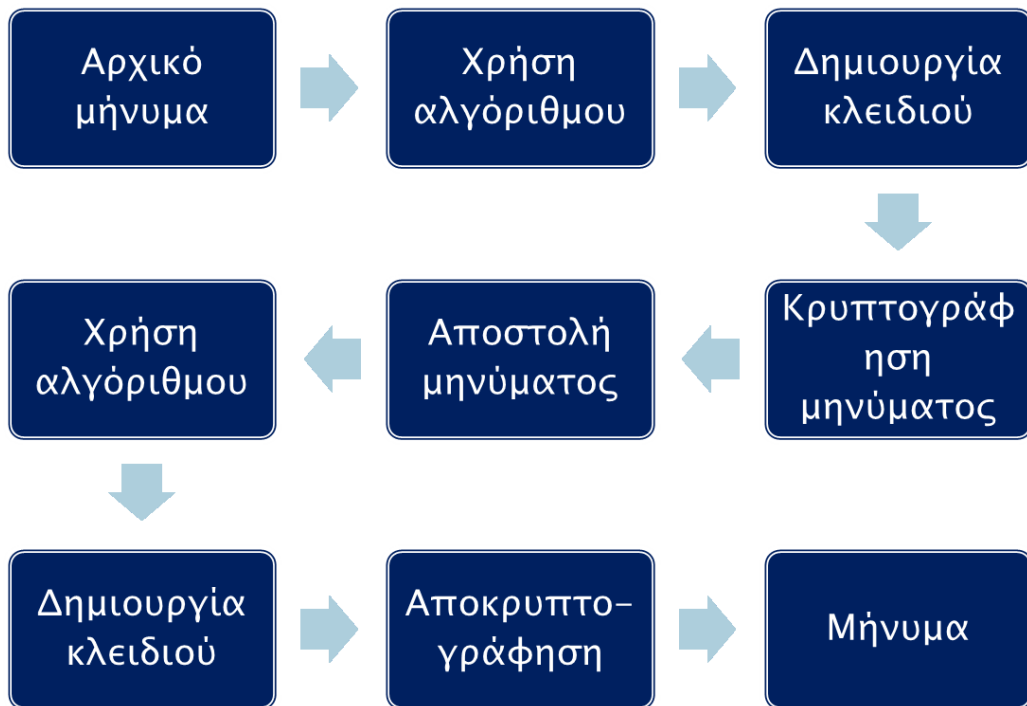 Αρχικό
μήνυμα
Χρήση
αλγόριθμου
Δημιουργία
κλειδιού
Κρυπτογράφ
ηση
μηνύματος
Αποστολή
μηνύματος
Χρήση
αλγόριθμου
Δημιουργία
κλειδιού
Αποκρυπτο-
γράφηση
Μήνυμα